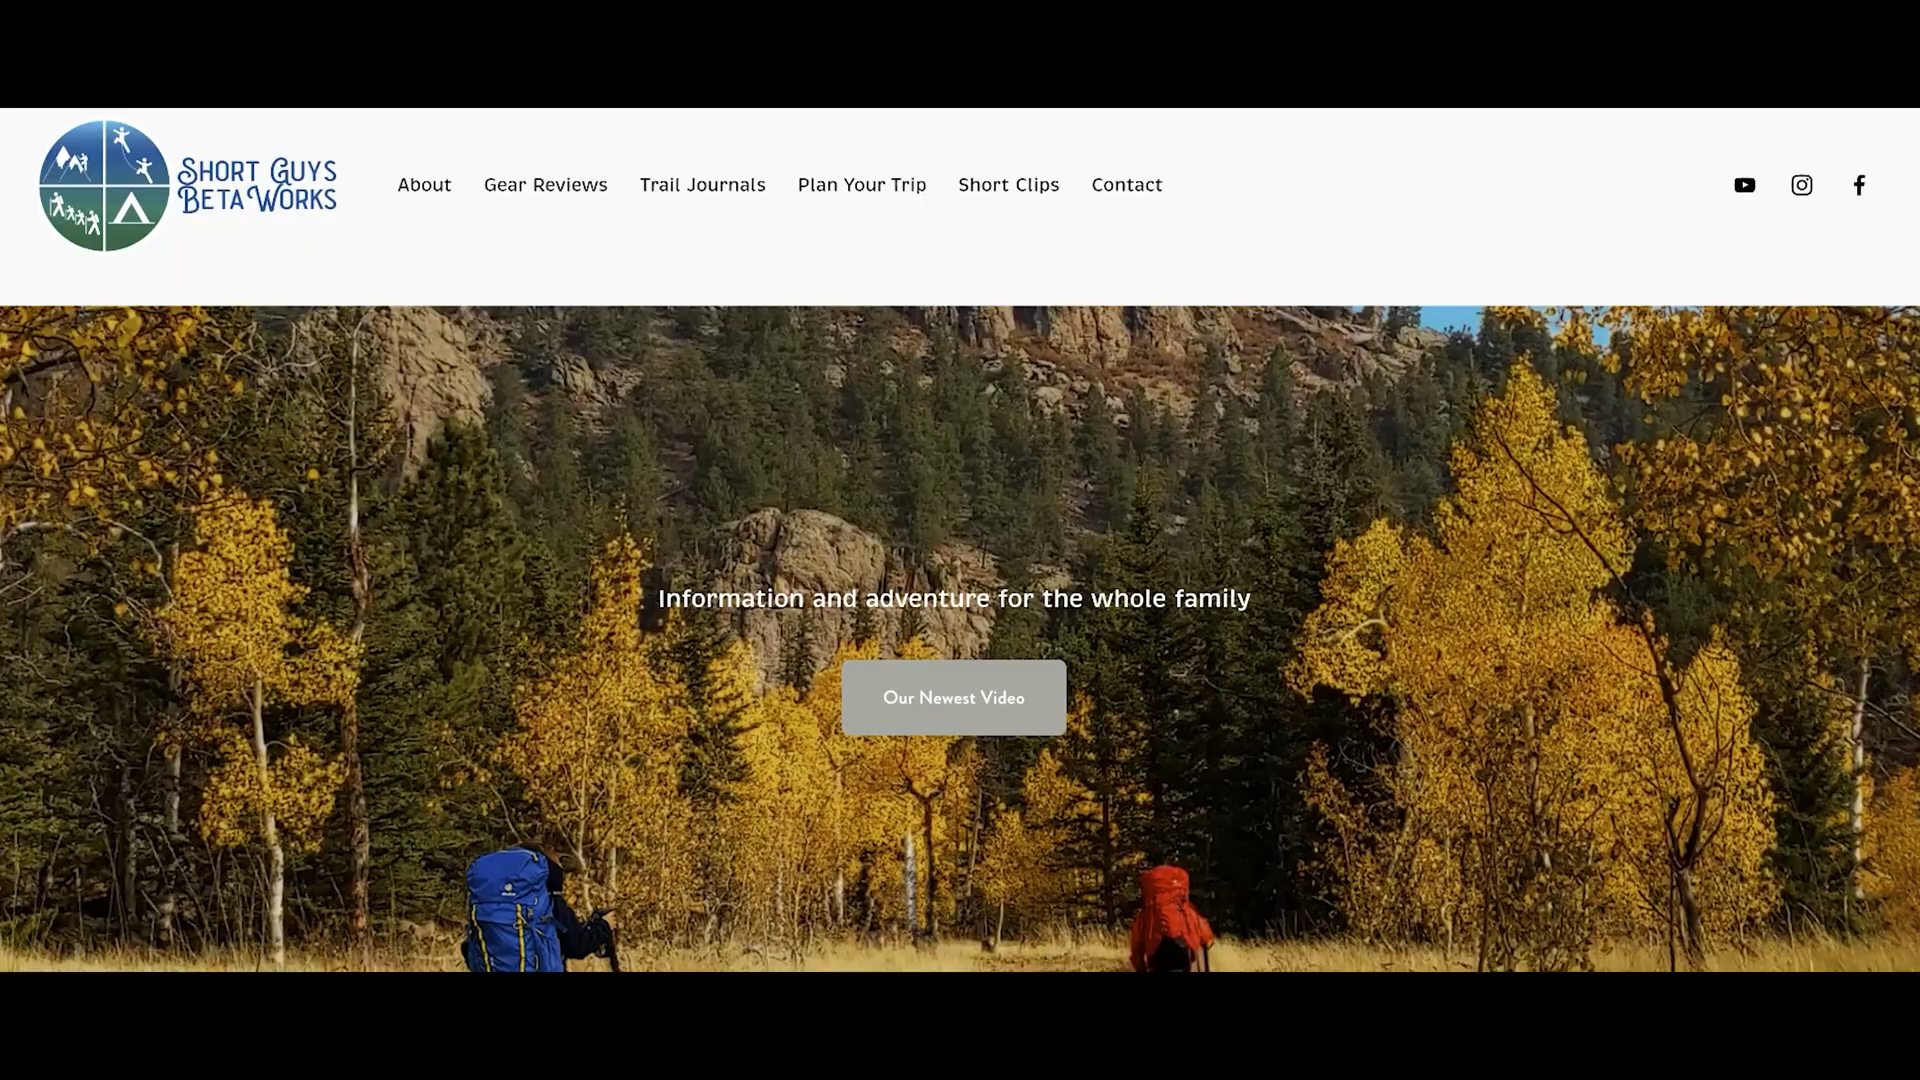 Short Guys
Beta Works
About
Gear Reviews
Trail Journals
Plan Your Trip
Short Clips
Contact
Information and adventure for the whole family
Our Newest Video